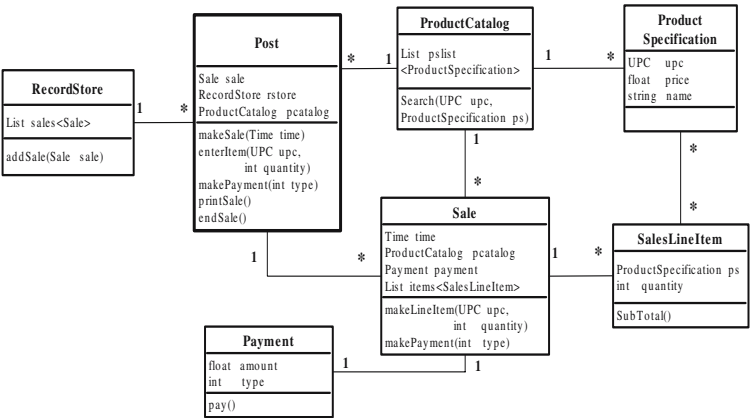 RecordStore
List sales<Sale>
addSale(Sale sale)
1
*
Post
Sale sale
RecordStore rstore
ProductCatalog pcatalog
makeSale(Time time)
enterItem(UPC upc,
int quantity)
makePayment(int type)
printSale()
endSale()
*
1
ProductCatalog
List pslist
<ProductSpecification>
Search(UPC upc,
ProductSpecification ps)
1
*
Product
Specification
UPC upc
float price
string name
1
*
*
*
1
*
Sale
Time time
ProductCatalog pcatalog
Payment payment
List items<SalesLineItem>
makeLineItem(UPC upc,
int quantity)
makePayment(int type)
1
*
SalesLineItem
ProductSpecification ps
int quantity
SubTotal()
Payment
float amount
int type
pay()
1
1